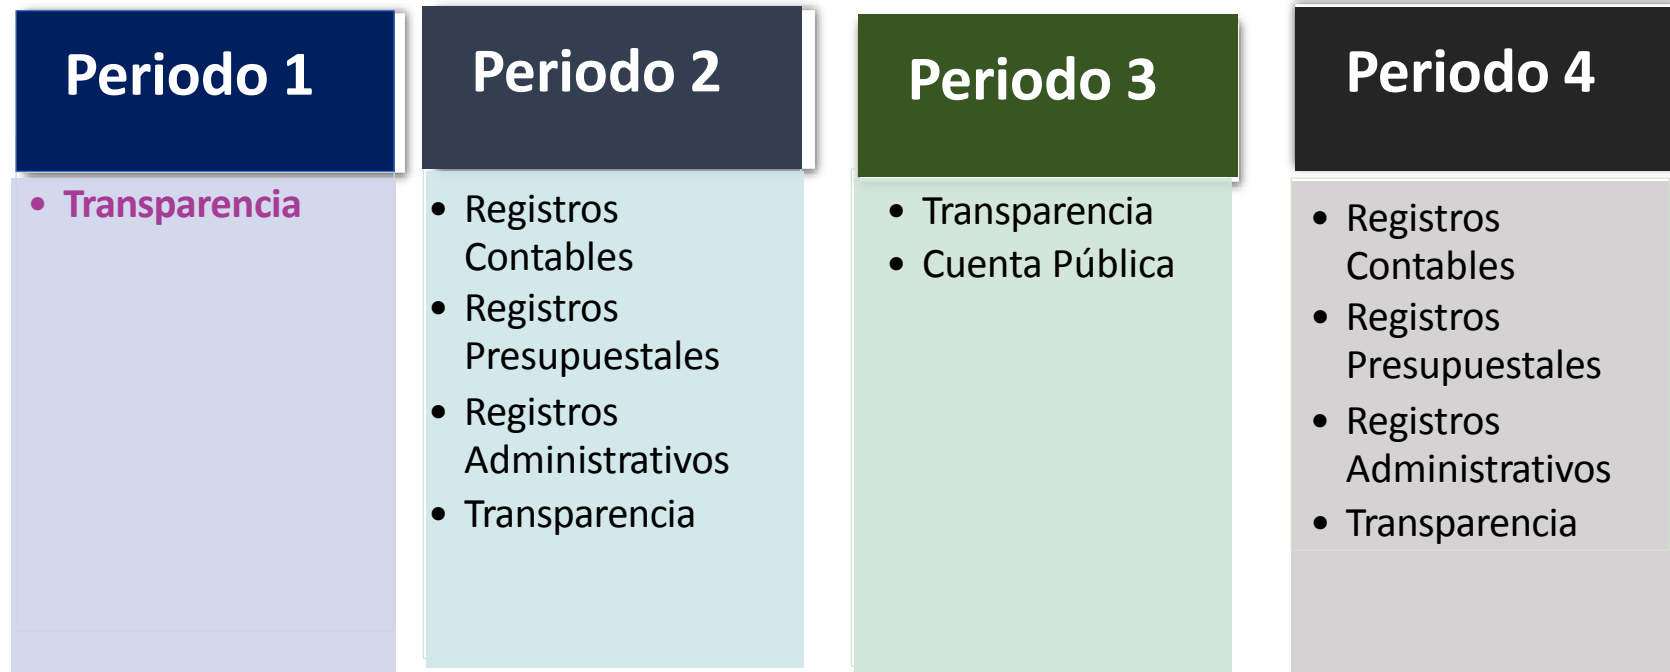 Periodo 1
• Transparencia
Periodo 2
• Registros
Contables
• Registros
Presupuestales
• Registros
Administrativos
• Transparencia
Periodo 3
• Transparencia
• Cuenta Pública
Periodo 4
• Registros
Contables
• Registros
Presupuestales
• Registros
Administrativos
• Transparencia